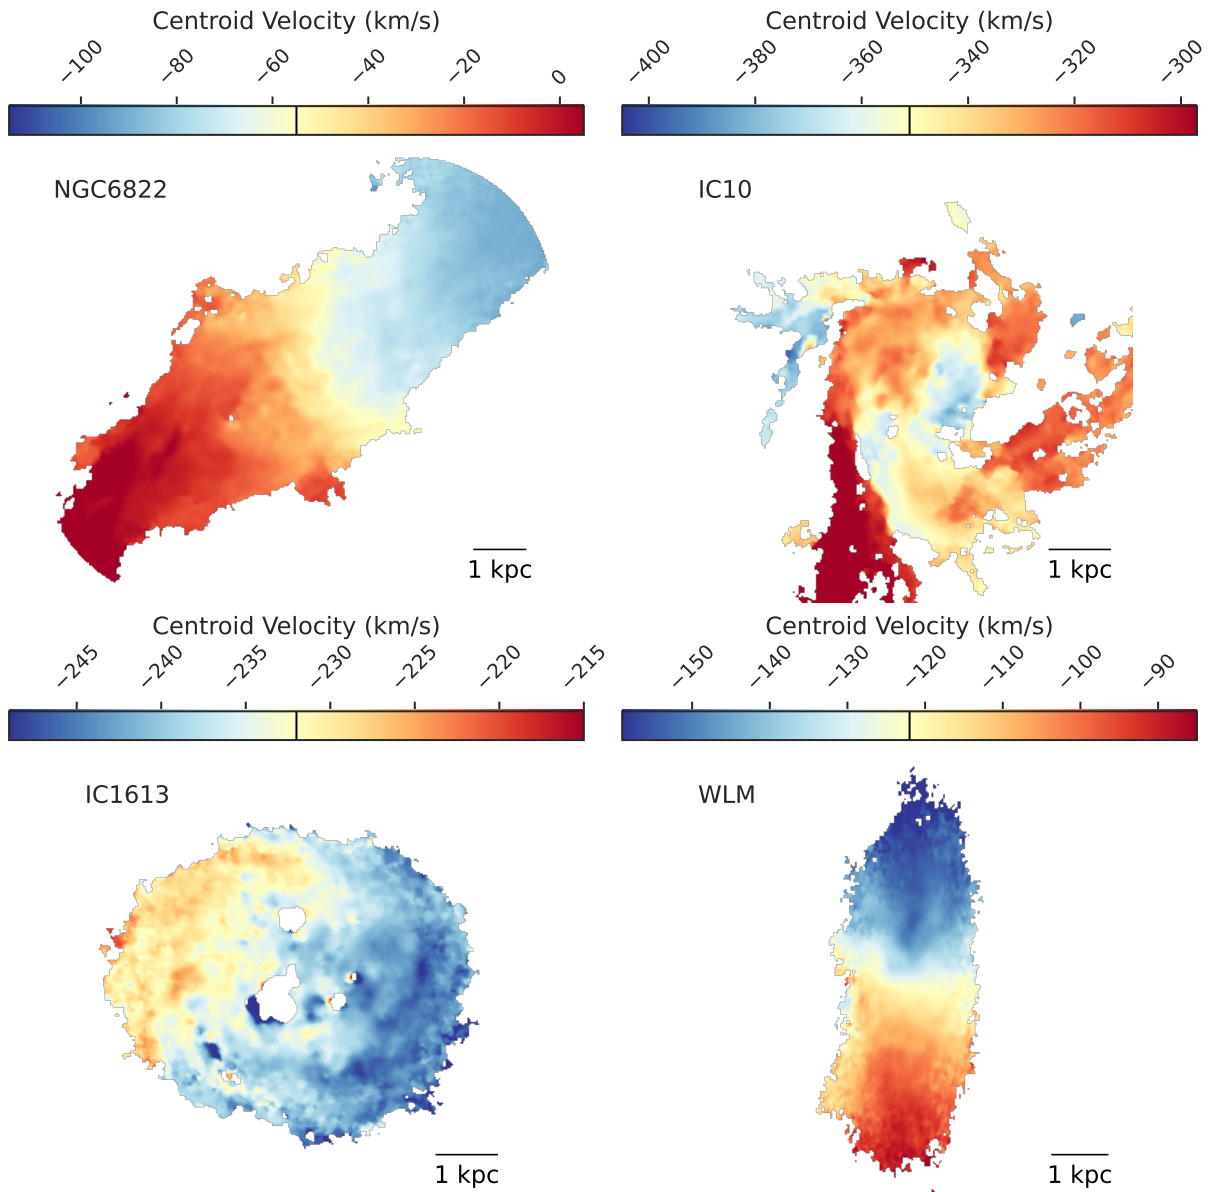 Centroid Velocity (km/s)
−100 −80 −60 −40 −20 0
NGC6822
1 kpc
Centroid Velocity (km/s)
−400 −380 −360 −340 −320 −300
IC10
1 kpc
Centroid Velocity (km/s)
−245 −240 −235 −230 −225 −220 −215
IC1613
1 kpc
Centroid Velocity (km/s)
−150 −140 −130 −120 −110 −100 −90
WLM
1 kpc